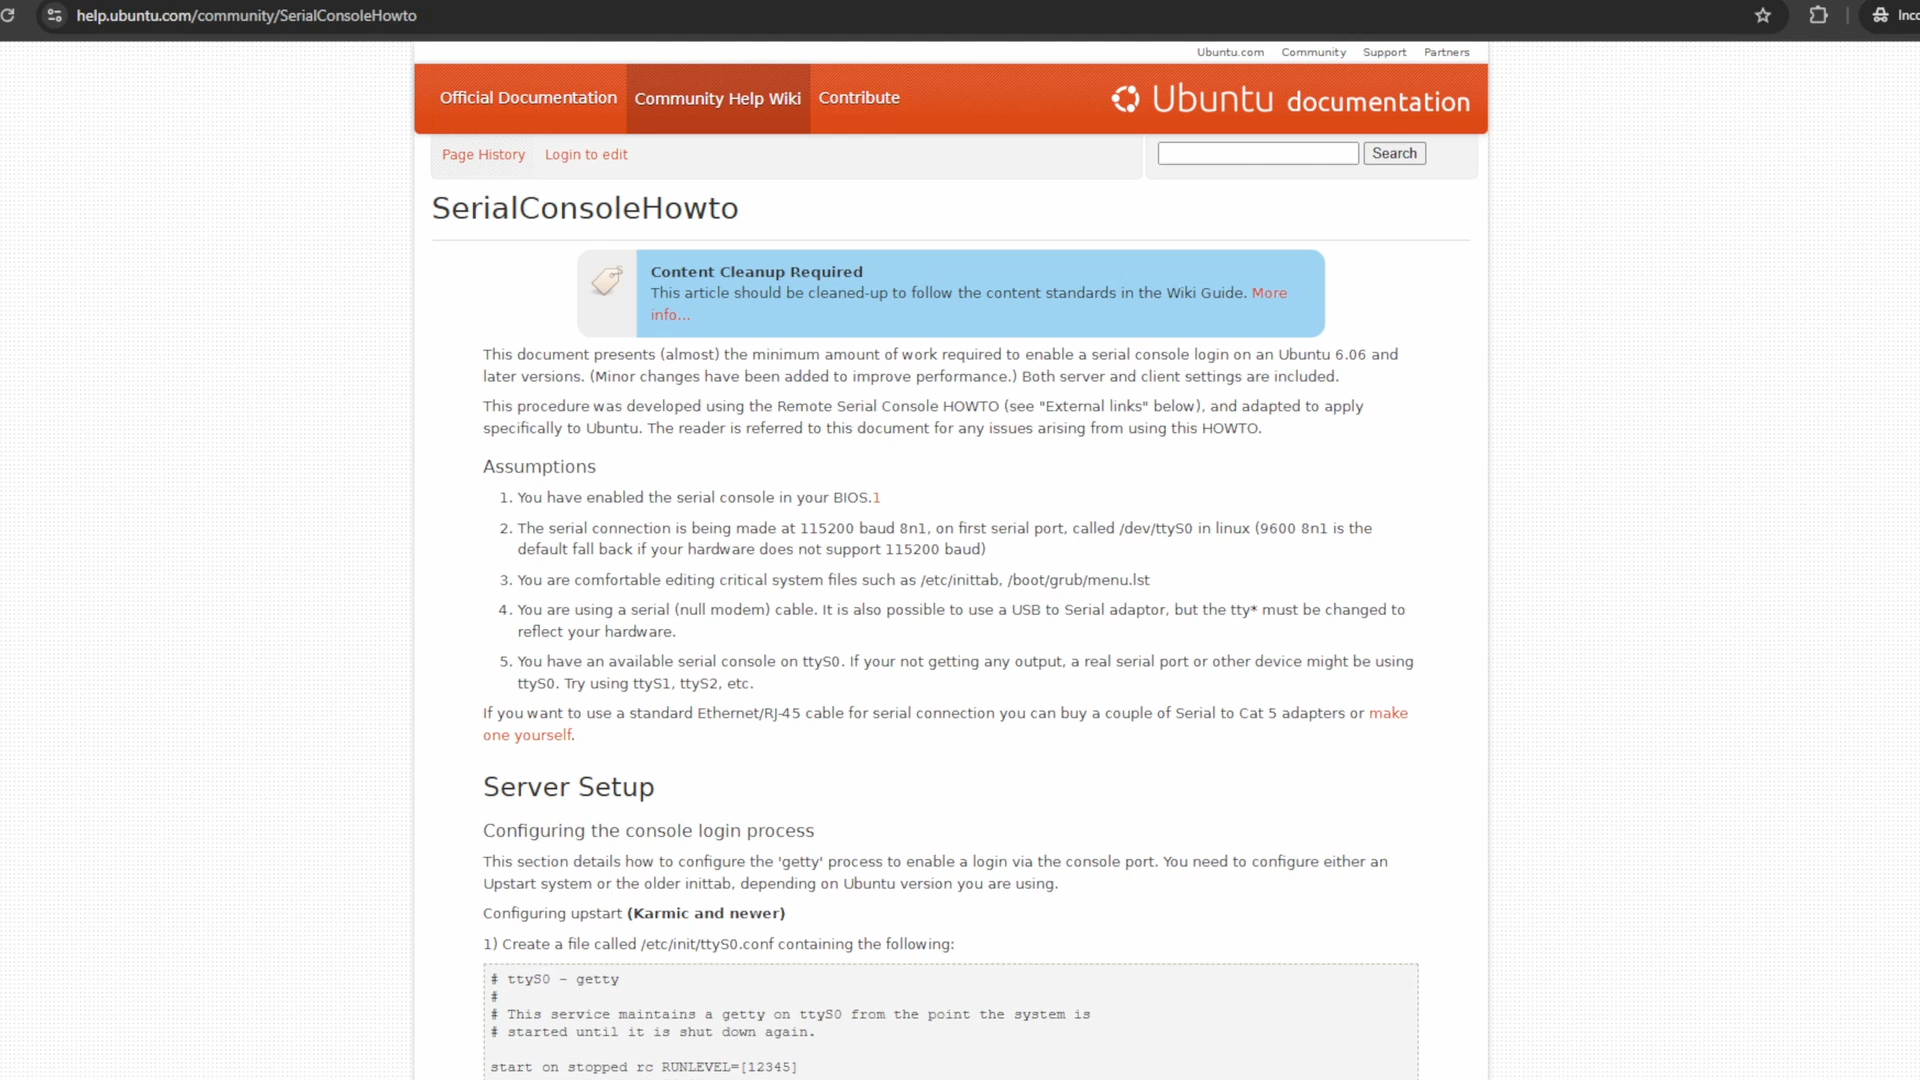 help.ubuntu.com/community/SerialConsoleHowto
Ubuntu.com Community Support Partners
Official Documentation Community Help Wiki Contribute Ubuntu documentation
Page History Login to edit Search
SerialConsoleHowto
Content Cleanup Required
This article should be cleaned-up to follow the content standards in the Wiki Guide. More
info...
This document presents (almost) the minimum amount of work required to enable a serial console login on an Ubuntu 6.06 and
later versions. (Minor changes have been added to improve performance.) Both server and client settings are included.
This procedure was developed using the Remote Serial Console HOWTO (see "External links" below), and adapted to apply
specifically to Ubuntu. The reader is referred to this document for any issues arising from using this HOWTO.
Assumptions
1. You have enabled the serial console in your BIOS.1
2. The serial connection is being made at 115200 baud 8n1, on first serial port, called /dev/ttyS0 in linux (9600 8n1 is the
default fall back if your hardware does not support 115200 baud)
3. You are comfortable editing critical system files such as /etc/inittab, /boot/grub/menu.lst
4. You are using a serial (null modem) cable. It is also possible to use a USB to Serial adaptor, but the tty* must be changed to
reflect your hardware.
5. You have an available serial console on ttyS0. If your not getting any output, a real serial port or other device might be using
ttyS0. Try using ttyS1, ttyS2, etc.
If you want to use a standard Ethernet/RJ-45 cable for serial connection you can buy a couple of Serial to Cat 5 adapters or make
one yourself.
Server Setup
Configuring the console login process
This section details how to configure the 'getty' process to enable a login via the console port. You need to configure either an
Upstart system or the older inittab, depending on Ubuntu version you are using.
Configuring upstart (Karmic and newer)
1) Create a file called /etc/init/ttyS0.conf containing the following:
# ttyS0 - getty
#
# This service maintains a getty on ttyS0 from the point the system is
# started until it is shut down again.
start on stopped rc RUNLEVEL=[12345]